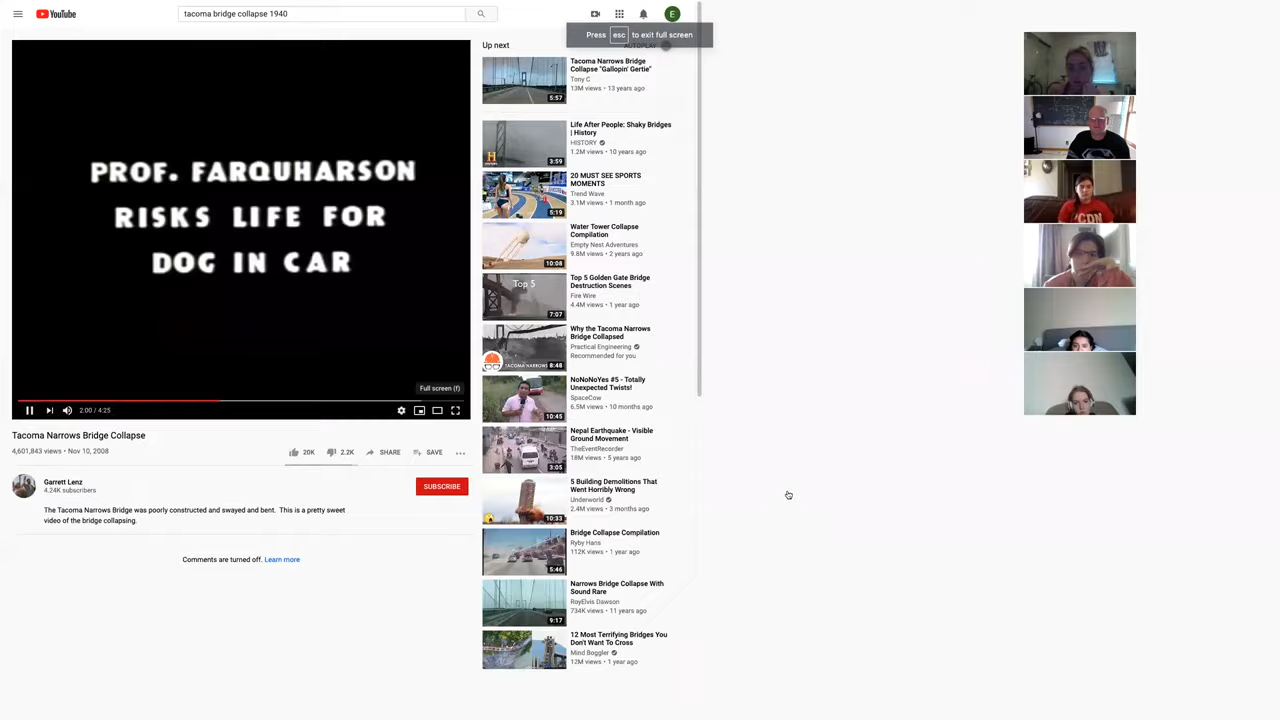 YouTube
tacoma bridge collapse 1940
E
Press esc to exit full screen
Up next
AUTOPLAY
PROF. FARQUHARSON
RISKS LIFE FOR
DOG IN CAR
Full screen (f)
2:00 / 4:25
Tacoma Narrows Bridge Collapse
4,601,843 views • Nov 10, 2008
20K
2.2K
SHARE
SAVE
Garrett Lenz
4.24K subscribers
SUBSCRIBE
The Tacoma Narrows Bridge was poorly constructed and swayed and bent. This is a pretty sweet
video of the bridge collapsing.
Comments are turned off. Learn more
5:57
Tacoma Narrows Bridge
Collapse "Gallopin' Gertie"
Tony C
13M views • 13 years ago
H
HISTORY
3:59
Life After People: Shaky Bridges
| History
HISTORY
1.2M views • 10 years ago
5:19
20 MUST SEE SPORTS
MOMENTS
Trend Wave
3.1M views • 1 month ago
10:08
Water Tower Collapse
Compilation
Empty Nest Adventures
9.8M views • 2 years ago
Top 5
7:07
Top 5 Golden Gate Bridge
Destruction Scenes
Fire Wire
4.4M views • 1 year ago
TACOMA NARROWS
8:48
Why the Tacoma Narrows
Bridge Collapsed
Practical Engineering
Recommended for you
10:45
NoNoNoYes #5 - Totally
Unexpected Twists!
SpaceCow
6.5M views • 10 months ago
3:05
Nepal Earthquake - Visible
Ground Movement
TheEventRecorder
18M views • 5 years ago
10:33
5 Building Demolitions That
Went Horribly Wrong
Underworld
2.4M views • 3 months ago
5:46
Bridge Collapse Compilation
Ryby Hans
112K views • 1 year ago
9:17
Narrows Bridge Collapse With
Sound Rare
RoyElvis Dawson
734K views • 11 years ago
12 Most Terrifying Bridges You
Don't Want To Cross
Mind Boggler
12M views • 1 year ago